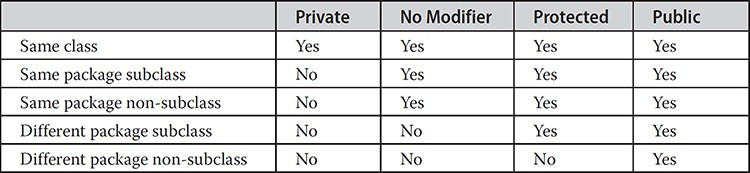 Private No Modifier Protected Public
Same class Yes Yes Yes Yes
Same package subclass No Yes Yes Yes
Same package non-subclass No Yes Yes Yes
Different package subclass No No Yes Yes
Different package non-subclass No No No Yes